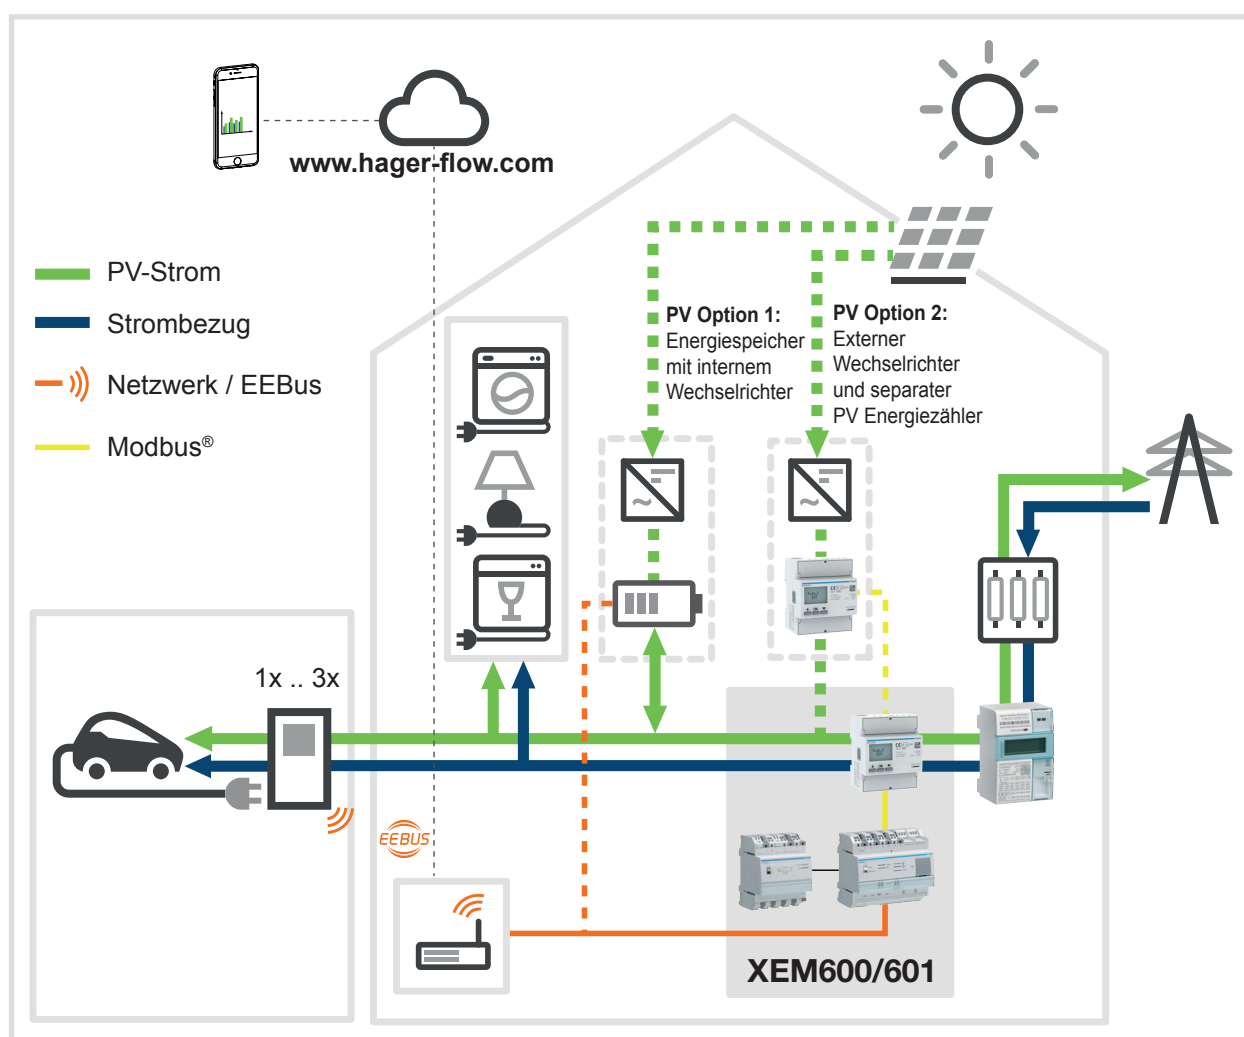 www.hager-flow.com
PV-Strom
Strombezug
Netzwerk / EEBus
Modbus®
PV Option 1:
Energiespeicher
mit internem
Wechselrichter
PV Option 2:
Externer
Wechselrichter
und separater
PV Energiezähler
1x .. 3x
EEBUS
XEM600/601